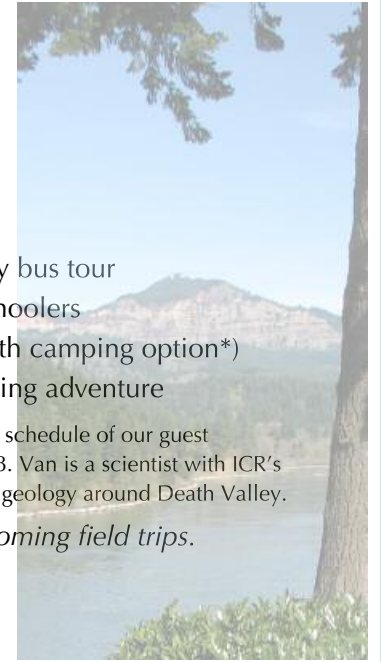 y bus tour
hoolers
th camping option*)
ing adventure
schedule of our guest
3. Van is a scientist with ICR's
geology around Death Valley.
oming field trips.